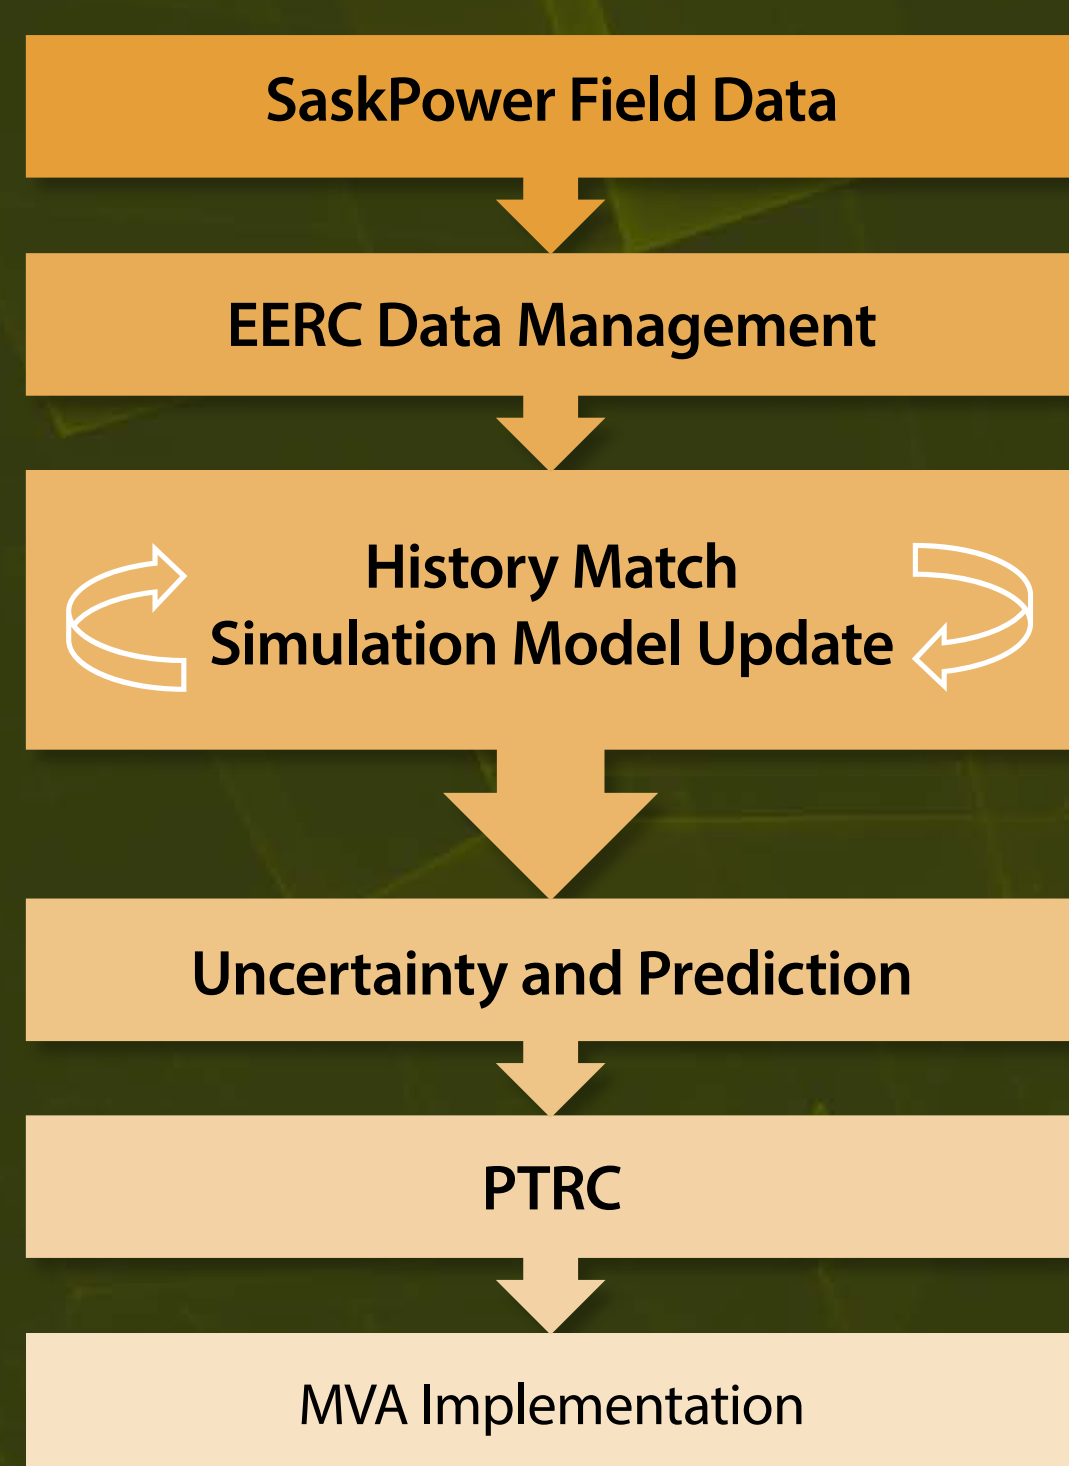 SaskPower Field Data
EERC Data Management
History Match
Simulation Model Update
Uncertainty and Prediction
PTRC
MVA Implementation